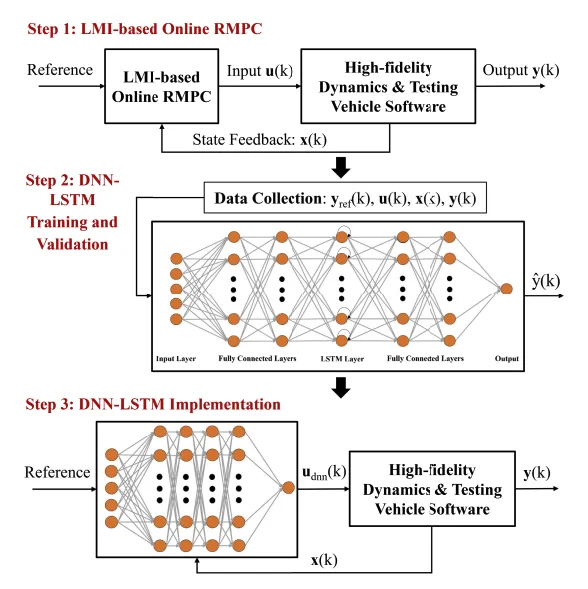 Step 1: LMI-based Online RMPC
Reference
LMI-based
Online RMPC
Input u(k)
High-fidelity
Dynamics & Testing
Vehicle Software
Output y(k)
State Feedback: x(k)
Step 2: DNN-
LSTM
Training and
Validation
Data Collection: y_ref(k), u(k), x(k), y(k)
ŷ(k)
Input Layer
Fully Connected Layers
LSTM Layer
Fully Connected Layers
Output
Step 3: DNN-LSTM Implementation
Reference
u_dnn(k)
High-fidelity
Dynamics & Testing
Vehicle Software
y(k)
x(k)